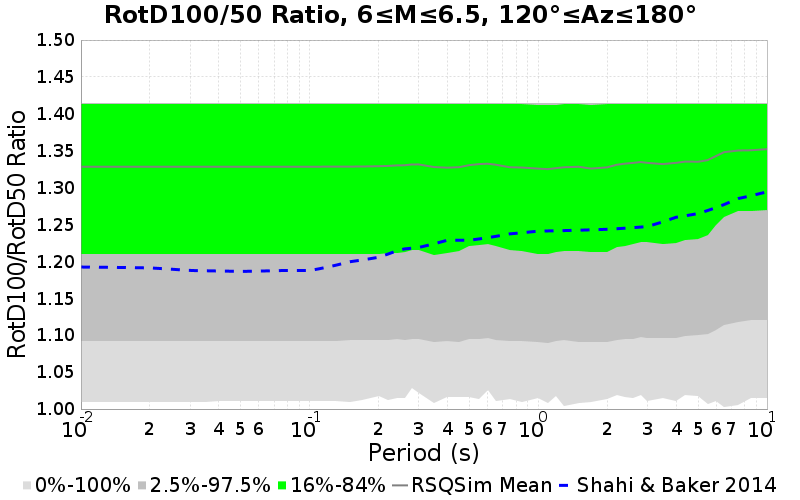 RotD100/50 Ratio, 6≤M≤6.5, 120°≤Az≤180°
RotD100/RotD50 Ratio
1.50
1.45
1.40
1.35
1.30
1.25
1.20
1.15
1.10
1.05
1.00
10-2 2 3 4 5 6 10-1 2 3 4 5 6 7 100 2 3 4 5 6 7 101
Period (s)
0%-100% 2.5%-97.5% 16%-84% RSQSim Mean Shahi & Baker 2014